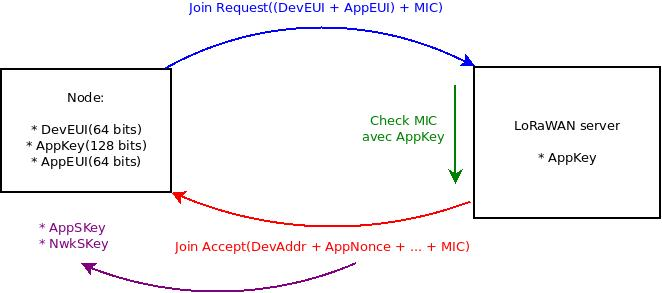 Join Request((DevEUI + AppEUI) + MIC)
Node:
* DevEUI(64 bits)
* AppKey(128 bits)
* AppEUI(64 bits)
Check MIC
avec AppKey
LoRaWAN server
* AppKey
* AppSKey
* NwkSKey
Join Accept(DevAddr + AppNonce + ... + MIC)